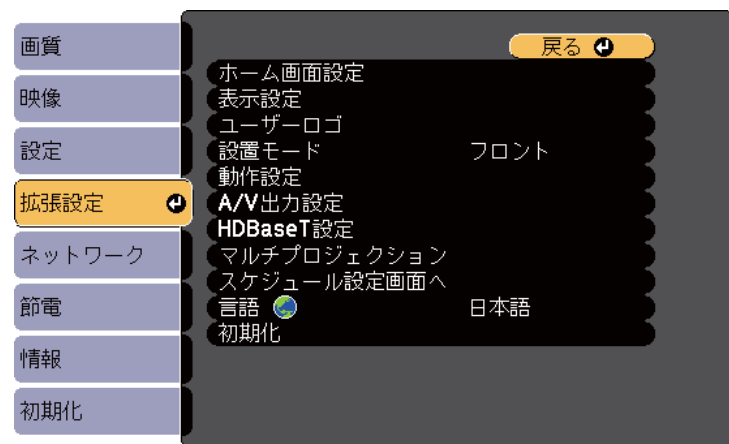 画質
映像
設定
拡張設定
ネットワーク
節電
情報
初期化
戻る
ホーム画面設定
表示設定
ユーザーロゴ
設置モード フロント
動作設定
A/V出力設定
HDBaseT設定
マルチプロジェクション
スケジュール設定画面へ
言語 日本語
初期化